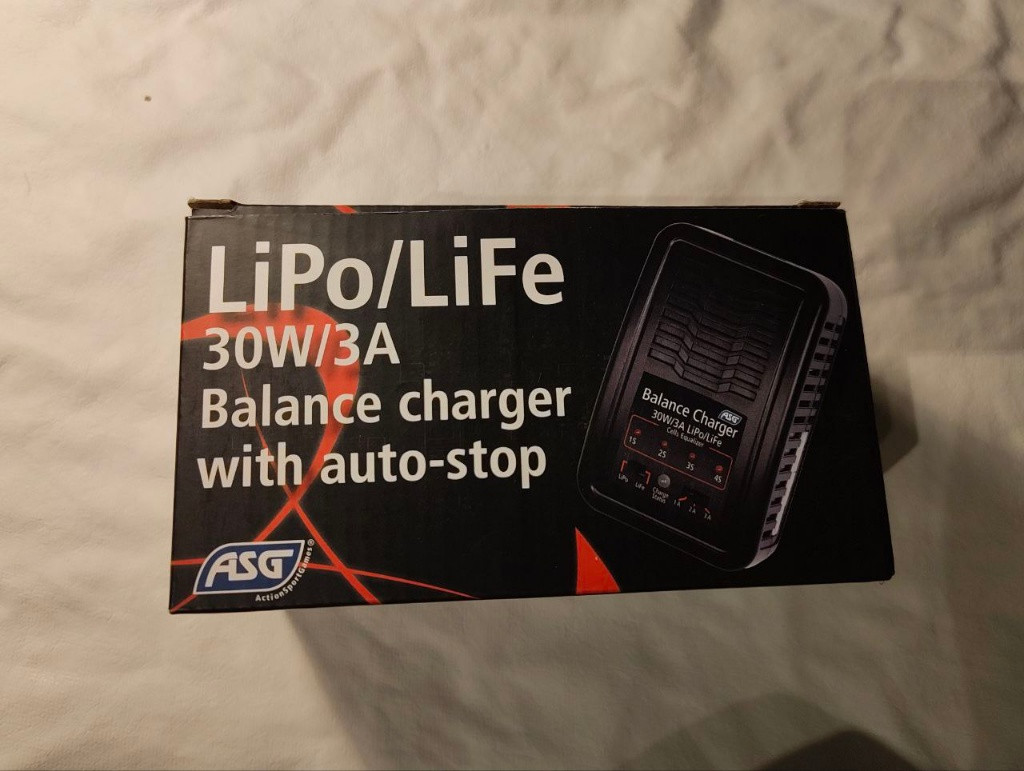 LiPo/LiFe
30W/3A
Balance charger
with auto-stop
ASG
ActionSportGames®
ASG
Balance Charger
30W/3A LiPo/LiFe
Cells Equalizer
1S 2S 3S 4S
LiPo LiFe Charge Status 1A 2A 3A